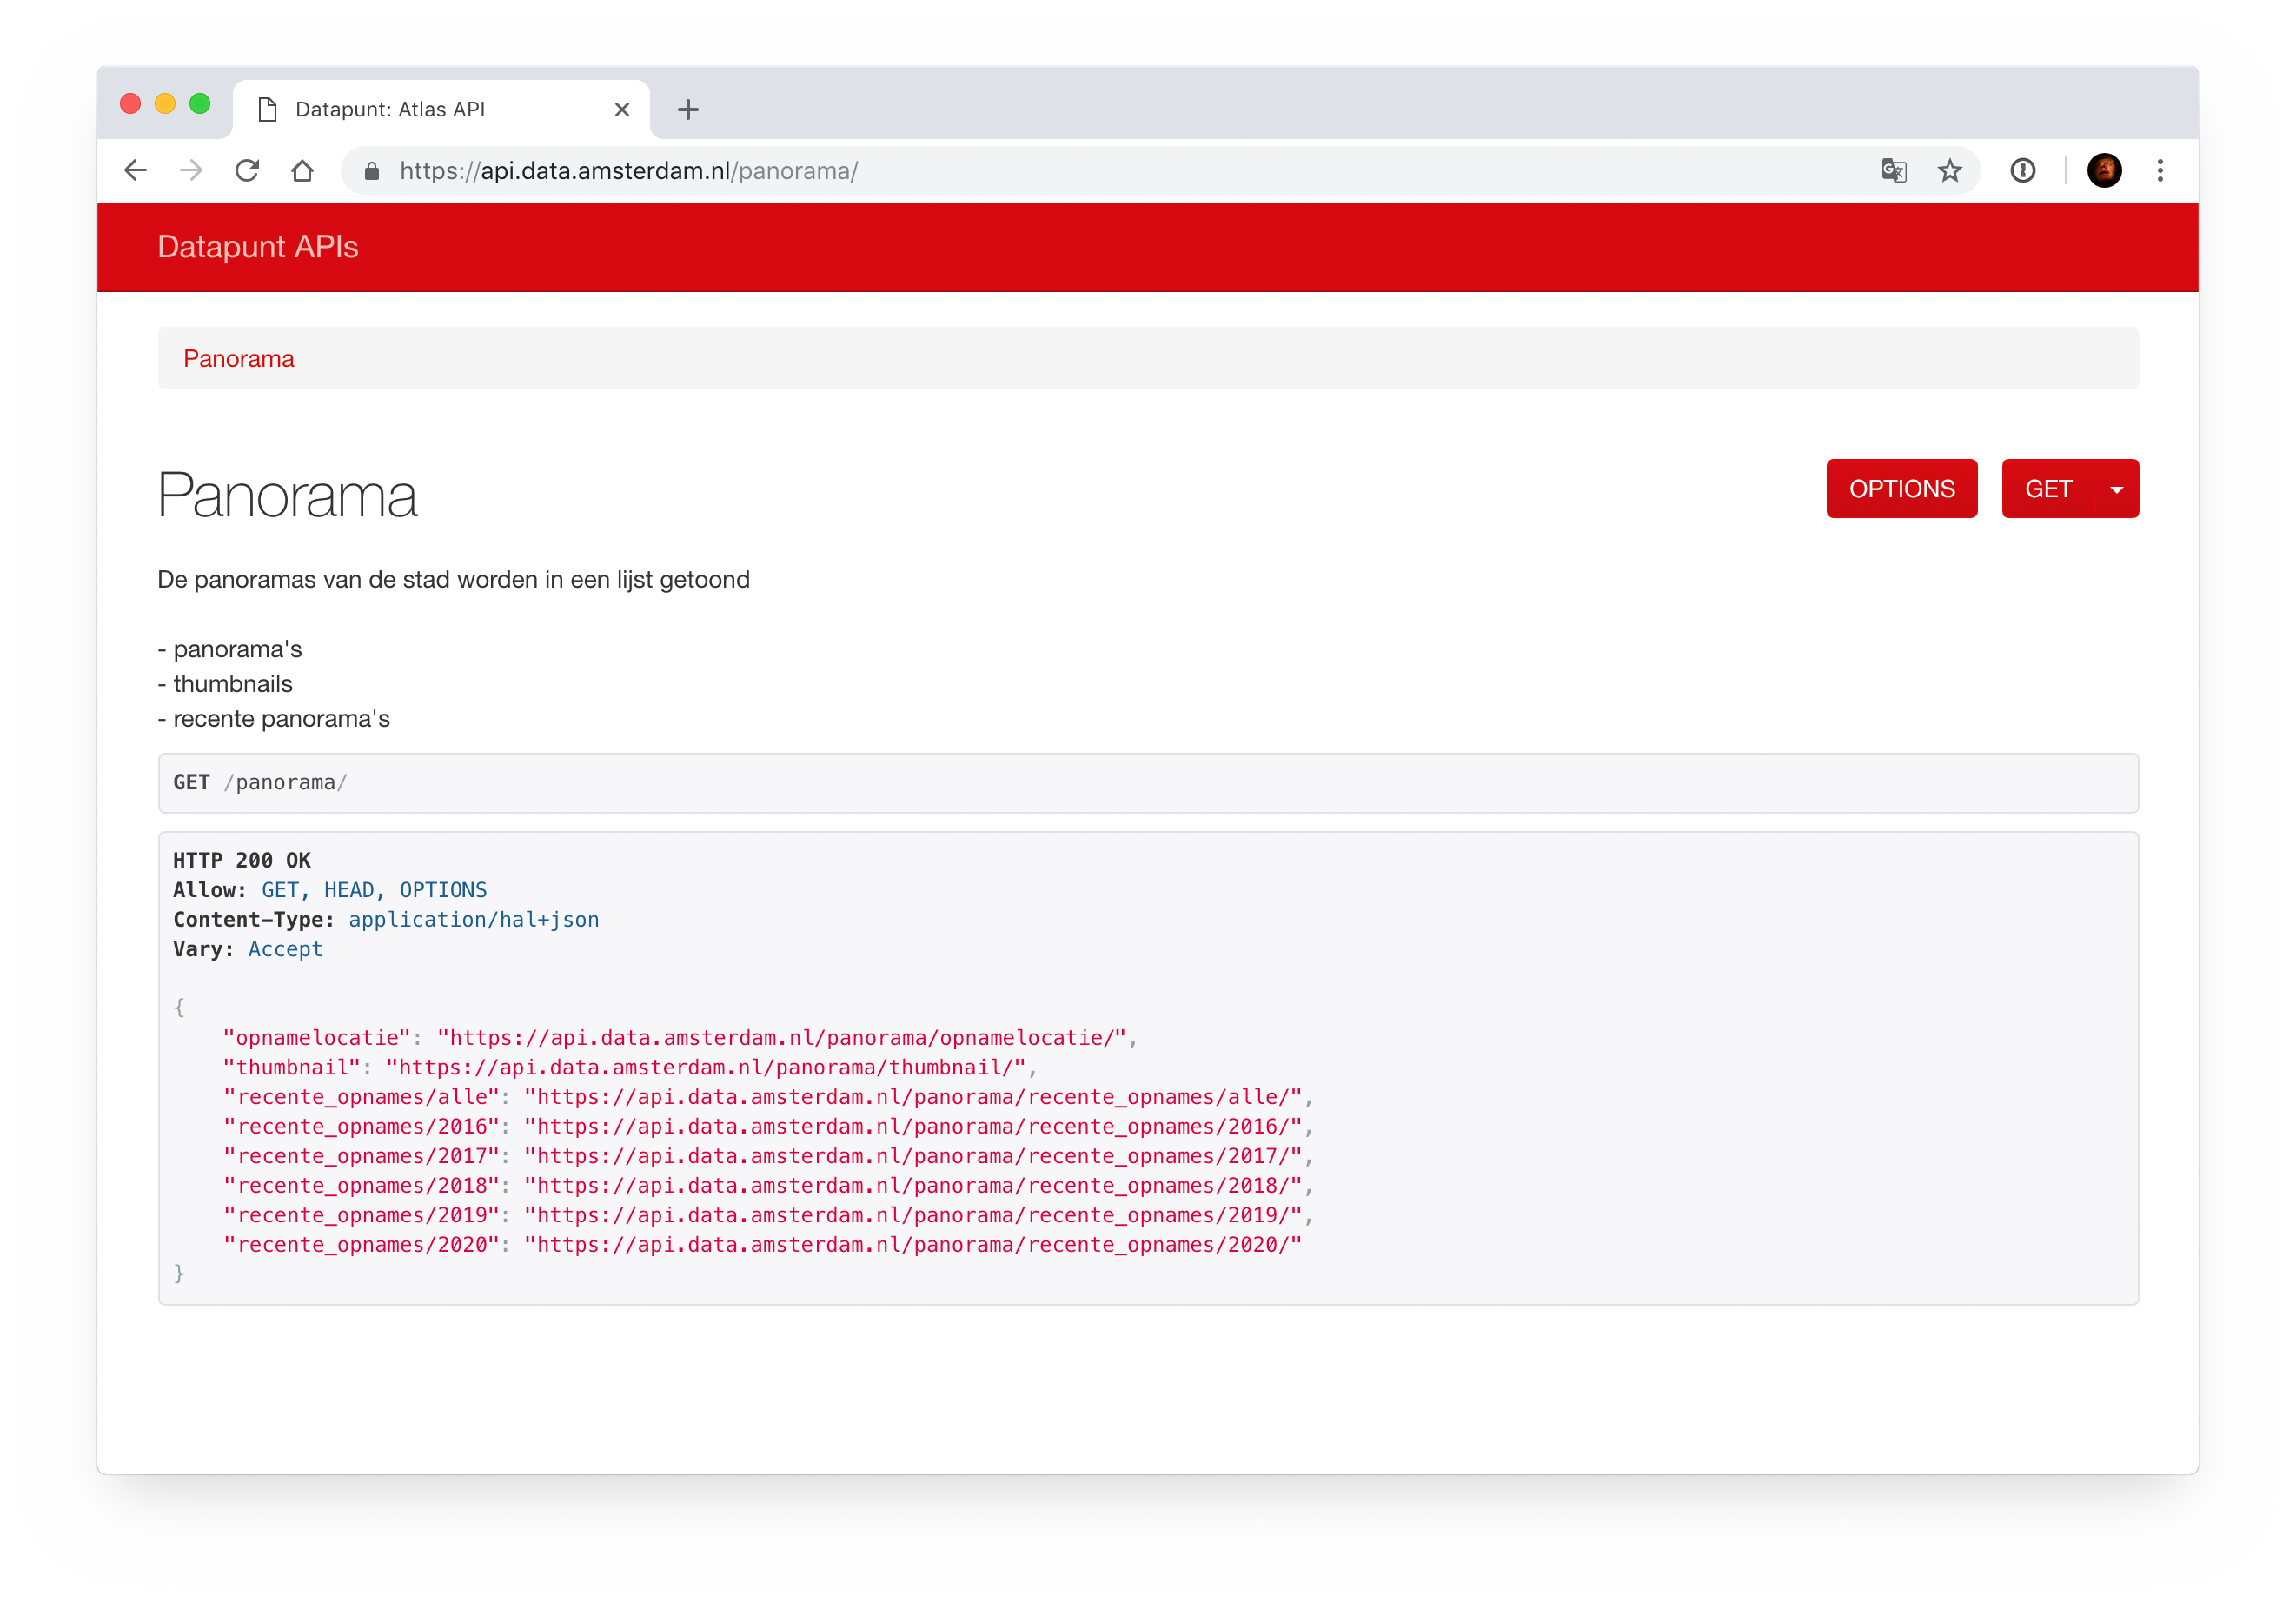 Datapunt: Atlas API
https://api.data.amsterdam.nl/panorama/
Datapunt APIs
Panorama
Panorama
OPTIONS
GET
De panoramas van de stad worden in een lijst getoond
- panorama's
- thumbnails
- recente panorama's
GET /panorama/
HTTP 200 OK
Allow: GET, HEAD, OPTIONS
Content-Type: application/hal+json
Vary: Accept
{
"opnamelocatie": "https://api.data.amsterdam.nl/panorama/opnamelocatie/",
"thumbnail": "https://api.data.amsterdam.nl/panorama/thumbnail/",
"recente_opnames/alle": "https://api.data.amsterdam.nl/panorama/recente_opnames/alle/",
"recente_opnames/2016": "https://api.data.amsterdam.nl/panorama/recente_opnames/2016/",
"recente_opnames/2017": "https://api.data.amsterdam.nl/panorama/recente_opnames/2017/",
"recente_opnames/2018": "https://api.data.amsterdam.nl/panorama/recente_opnames/2018/",
"recente_opnames/2019": "https://api.data.amsterdam.nl/panorama/recente_opnames/2019/",
"recente_opnames/2020": "https://api.data.amsterdam.nl/panorama/recente_opnames/2020/"
}